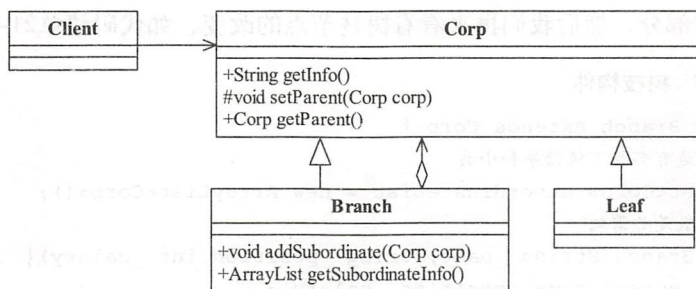 Client
Corp
+String getInfo()
#void setParent(Corp corp)
+Corp getParent()
Branch
+void addSubordinate(Corp corp)
+ArrayList getSubordinateInfo()
Leaf